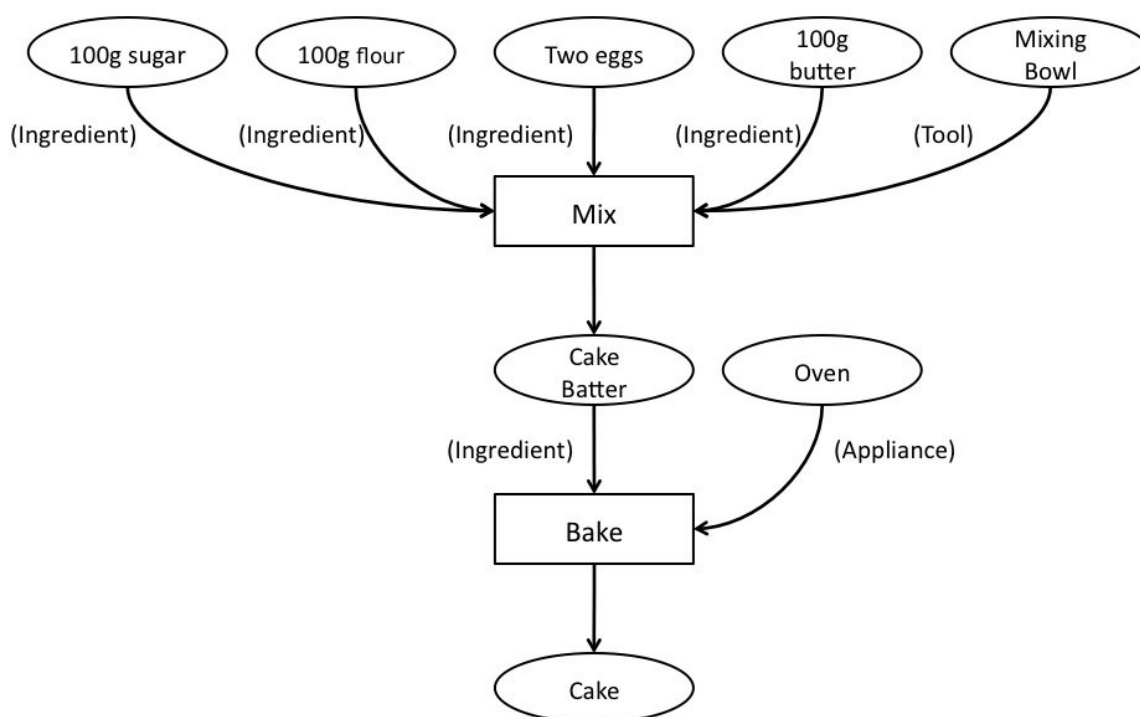 100g sugar
100g flour
Two eggs
100g
butter
Mixing
Bowl
(Ingredient)
(Ingredient)
(Ingredient)
(Ingredient)
(Tool)
Mix
Cake
Batter
Oven
(Ingredient)
(Appliance)
Bake
Cake